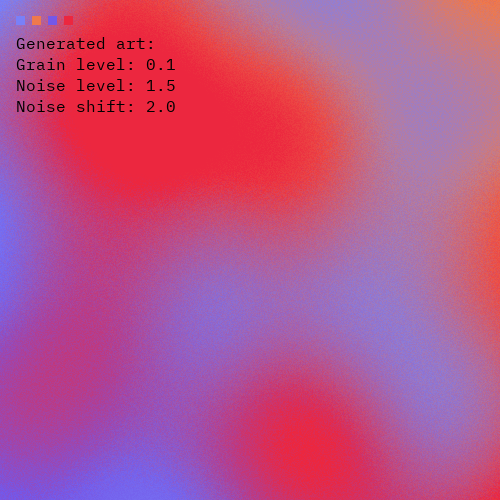 Generated art:
Grain level: 0.1
Noise level: 1.5
Noise shift: 2.0